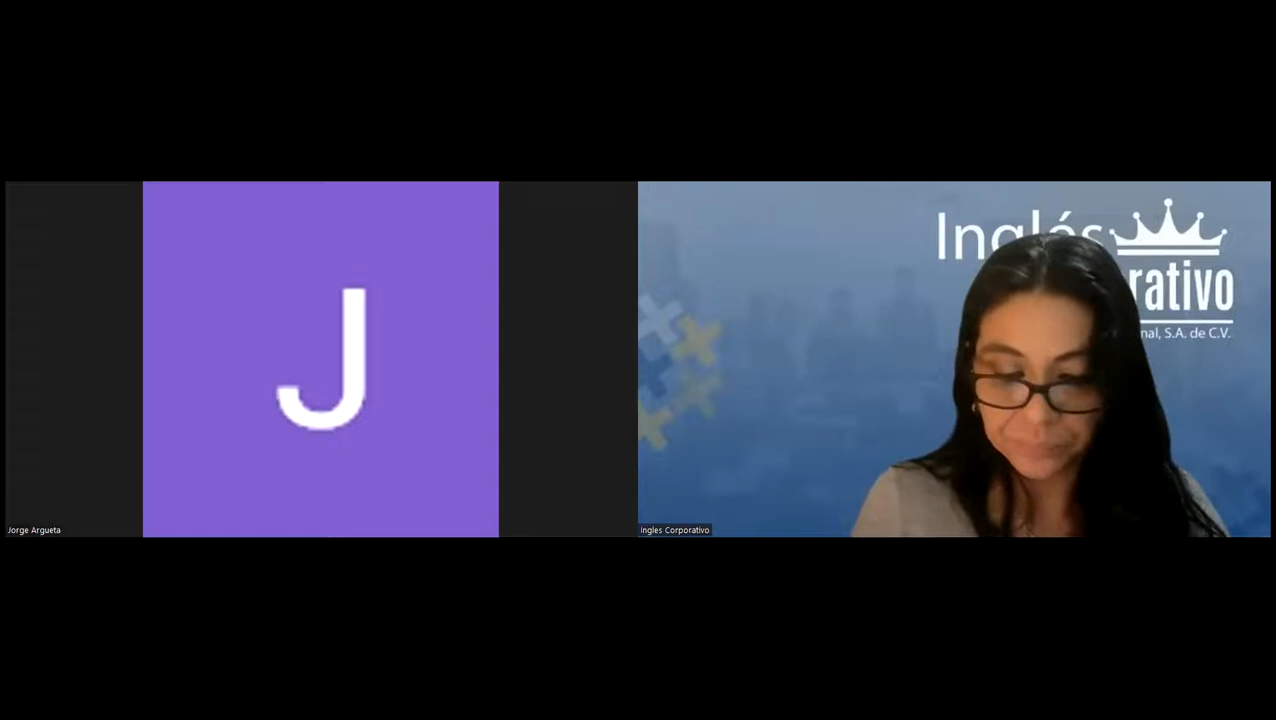 J
Jorge Argueta
Inglés
rativo
nal, S.A. de C.V.
Ingles Corporativo